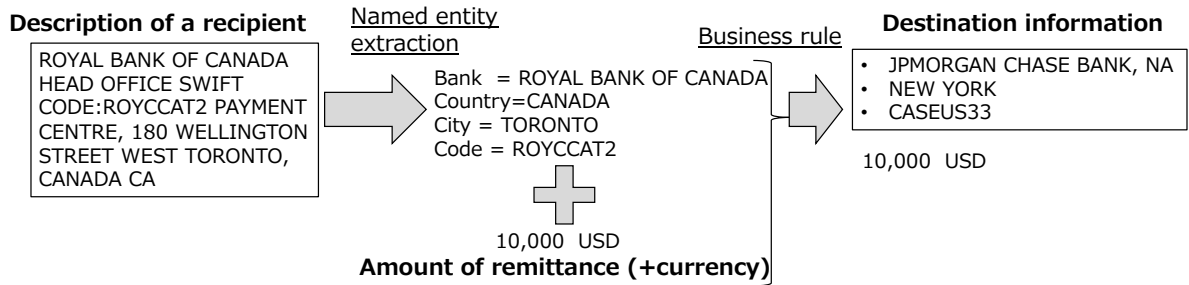 Description of a recipient
ROYAL BANK OF CANADA
HEAD OFFICE SWIFT
CODE:ROYCCAT2 PAYMENT
CENTRE, 180 WELLINGTON
STREET WEST TORONTO,
CANADA CA
Named entity
extraction
Bank = ROYAL BANK OF CANADA
Country=CANADA
City = TORONTO
Code = ROYCCAT2
10,000 USD
Amount of remittance (+currency)
Business rule
Destination information
• JPMORGAN CHASE BANK, NA
• NEW YORK
• CASEUS33
10,000 USD